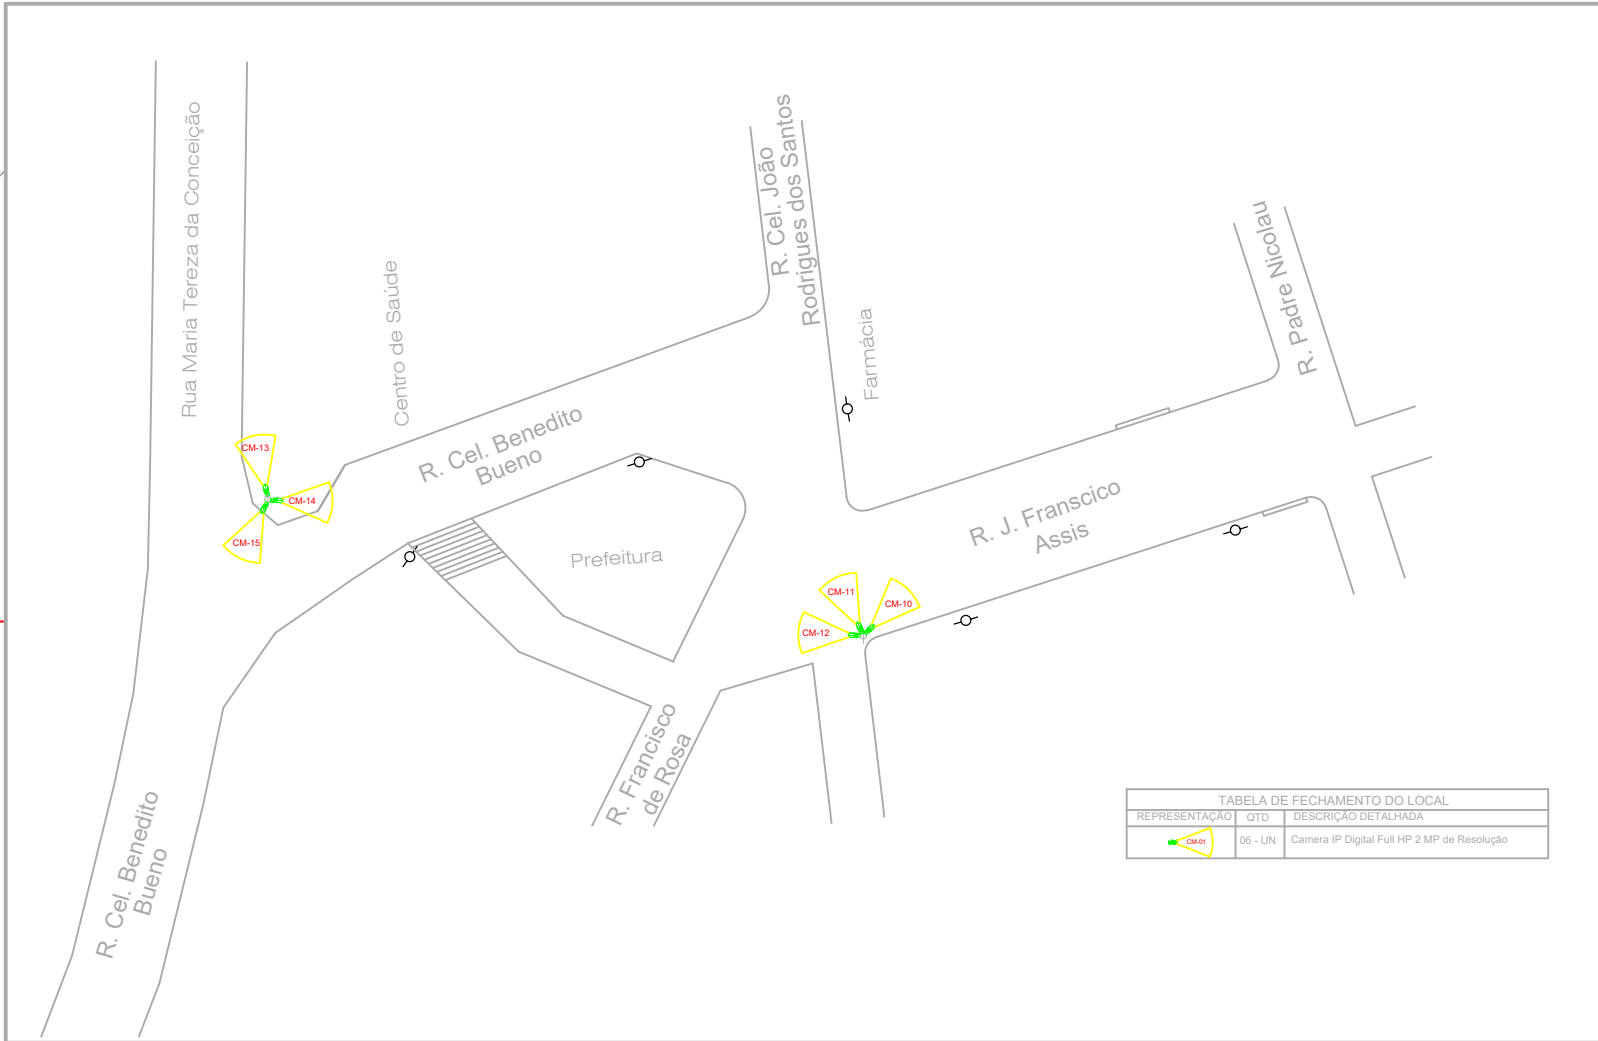 Rua Maria Tereza da Conceição
Centro de Saúde
R. Cel. João
Rodrigues dos Santos
Farmácia
R. Padre Nicolau
CM-13
CM-14
CM-15
R. Cel. Benedito
Bueno
Prefeitura
R. J. Franscico
Assis
CM-11
CM-10
CM-12
R. Francisco
de Rosa
R. Cel. Benedito
Bueno
TABELA DE FECHAMENTO DO LOCAL
REPRESENTAÇÃO QTD DESCRIÇÃO DETALHADA
CM-01 06 - UN Camera IP Digital Full HP 2 MP de Resolução